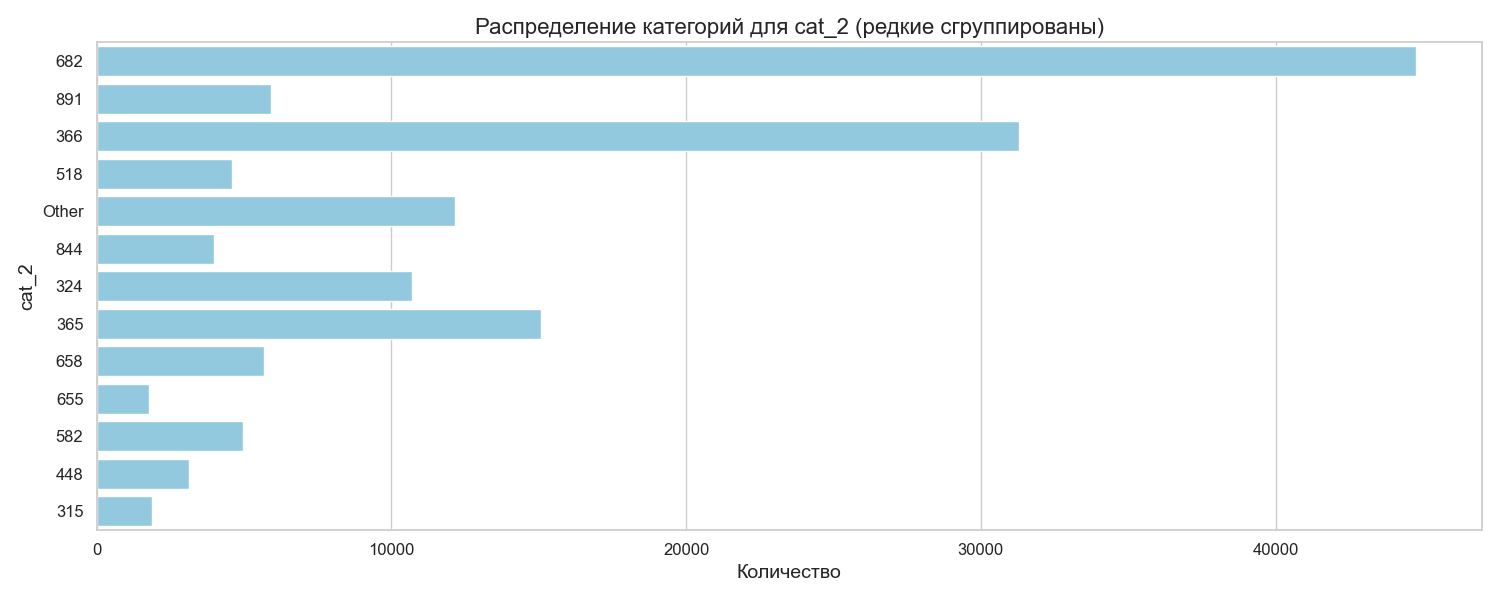 Распределение категорий для cat_2 (редкие сгруппированы)
cat_2
682
891
366
518
Other
844
324
365
658
655
582
448
315
0 10000 20000 30000 40000
Количество